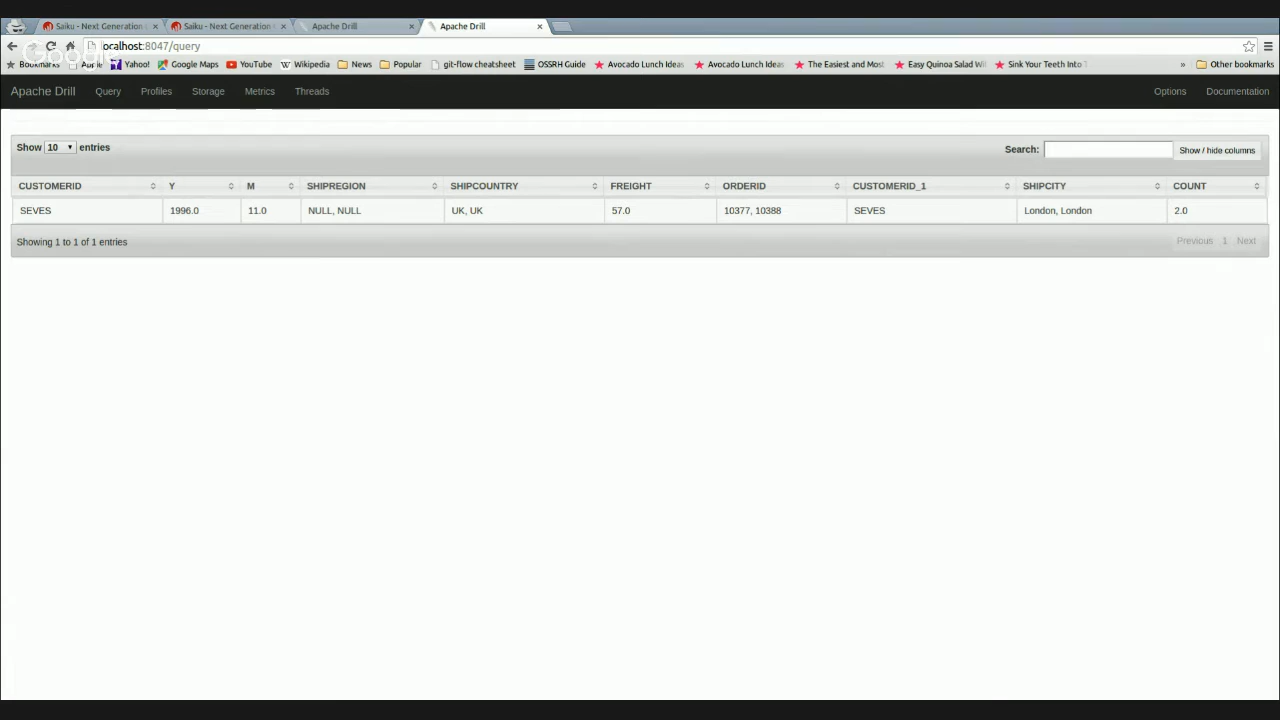 Saiku - Next Generation Saiku - Next Generation Apache Drill Apache Drill
localhost:8047/query
Google
Bookmarks Apple Yahoo! Google Maps YouTube Wikipedia News Popular git-flow cheatsheet OSSRH Guide Avocado Lunch Ideas Avocado Lunch Ideas The Easiest and Most Easy Quinoa Salad Wi Sink Your Teeth Into T » Other bookmarks
Apache Drill Query Profiles Storage Metrics Threads Options Documentation
Show 10 entries Search: Show / hide columns
CUSTOMERID Y M SHIPREGION SHIPCOUNTRY FREIGHT ORDERID CUSTOMERID_1 SHIPCITY COUNT
SEVES 1996.0 11.0 NULL, NULL UK, UK 57.0 10377, 10388 SEVES London, London 2.0
Showing 1 to 1 of 1 entries Previous 1 Next